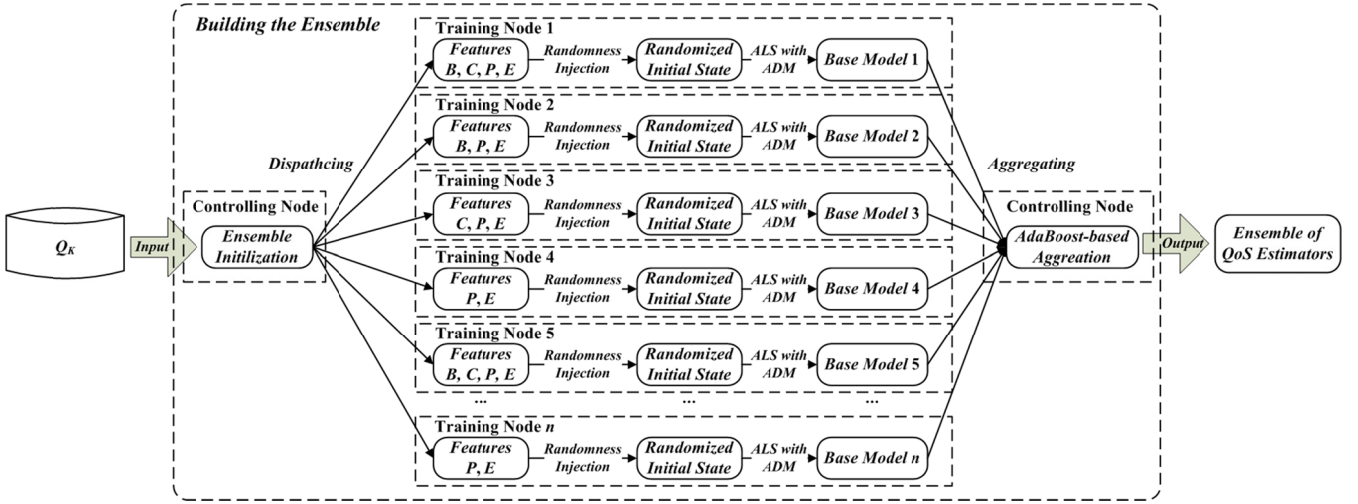 Building the Ensemble
Q_K
Input
Controlling Node
Ensemble
Initilization
Dispathcing
Training Node 1
Features
B, C, P, E
Randomness
Injection
Randomized
Initial State
ALS with
ADM
Base Model 1
Training Node 2
Features
B, P, E
Randomness
Injection
Randomized
Initial State
ALS with
ADM
Base Model 2
Training Node 3
Features
C, P, E
Randomness
Injection
Randomized
Initial State
ALS with
ADM
Base Model 3
Training Node 4
Features
P, E
Randomness
Injection
Randomized
Initial State
ALS with
ADM
Base Model 4
Training Node 5
Features
B, C, P, E
Randomness
Injection
Randomized
Initial State
ALS with
ADM
Base Model 5
... ... ...
Training Node n
Features
P, E
Randomness
Injection
Randomized
Initial State
ALS with
ADM
Base Model n
Aggregating
Controlling Node
AdaBoost-based
Aggreation
Output
Ensemble of
QoS Estimators